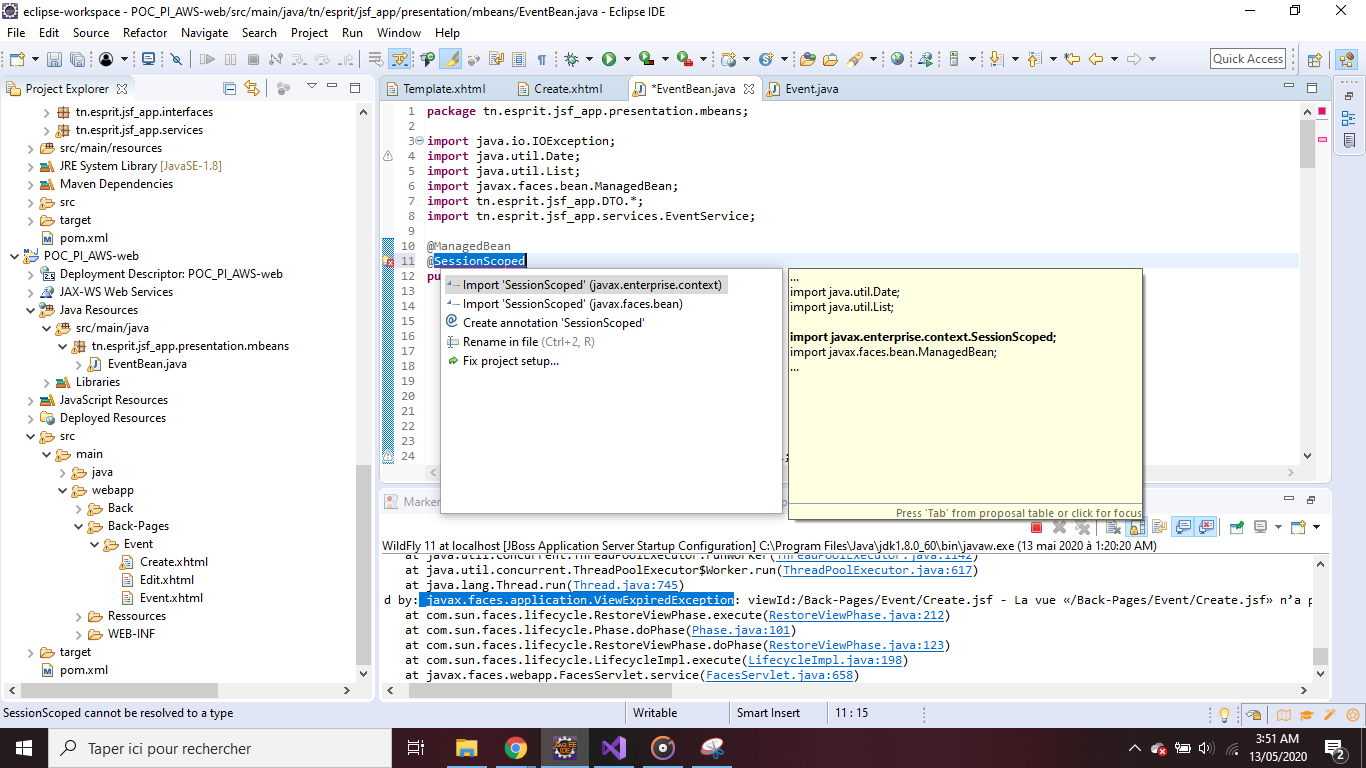 eclipse-workspace - POC_PI_AWS-web/src/main/java/tn/esprit/jsf_app/presentation/mbeans/EventBean.java - Eclipse IDE
File Edit Source Refactor Navigate Search Project Run Window Help
Quick Access
Project Explorer
tn.esprit.jsf_app.interfaces
tn.esprit.jsf_app.services
src/main/resources
JRE System Library [JavaSE-1.8]
Maven Dependencies
src
target
pom.xml
POC_PI_AWS-web
Deployment Descriptor: POC_PI_AWS-web
JAX-WS Web Services
Java Resources
src/main/java
tn.esprit.jsf_app.presentation.mbeans
EventBean.java
Libraries
JavaScript Resources
Deployed Resources
src
main
java
webapp
Back
Back-Pages
Event
Create.xhtml
Edit.xhtml
Event.xhtml
Ressources
WEB-INF
target
pom.xml
Template.xhtml Create.xhtml *EventBean.java Event.java
1 package tn.esprit.jsf_app.presentation.mbeans;
2
3 import java.io.IOException;
4 import java.util.Date;
5 import java.util.List;
6 import javax.faces.bean.ManagedBean;
7 import tn.esprit.jsf_app.DTO.*;
8 import tn.esprit.jsf_app.services.EventService;
9
10 @ManagedBean
11 @SessionScoped
12 pu
13
14
15
16
17
18
19
20
21
22
23
24 ;
Import 'SessionScoped' (javax.enterprise.context)
Import 'SessionScoped' (javax.faces.bean)
Create annotation 'SessionScoped'
Rename in file (Ctrl+2, R)
Fix project setup...
...
import java.util.Date;
import java.util.List;
import javax.enterprise.context.SessionScoped;
import javax.faces.bean.ManagedBean;
...
Press 'Tab' from proposal table or click for focus
Marker
WildFly 11 at localhost [JBoss Application Server Startup Configuration] C:\Program Files\Java\jdk1.8.0_60\bin\javaw.exe (13 mai 2020 à 1:20:20 AM)
at java.util.concurrent.ThreadPoolExecutor.runWorker(ThreadPoolExecutor.java:1142)
at java.util.concurrent.ThreadPoolExecutor$Worker.run(ThreadPoolExecutor.java:617)
at java.lang.Thread.run(Thread.java:745)
d by: javax.faces.application.ViewExpiredException: viewId:/Back-Pages/Event/Create.jsf - La vue «/Back-Pages/Event/Create.jsf» n’a p
at com.sun.faces.lifecycle.RestoreViewPhase.execute(RestoreViewPhase.java:212)
at com.sun.faces.lifecycle.Phase.doPhase(Phase.java:101)
at com.sun.faces.lifecycle.RestoreViewPhase.doPhase(RestoreViewPhase.java:123)
at com.sun.faces.lifecycle.LifecycleImpl.execute(LifecycleImpl.java:198)
at javax.faces.webapp.FacesServlet.service(FacesServlet.java:658)
SessionScoped cannot be resolved to a type
Writable Smart Insert 11 : 15
Taper ici pour rechercher
3:51 AM
13/05/2020
2